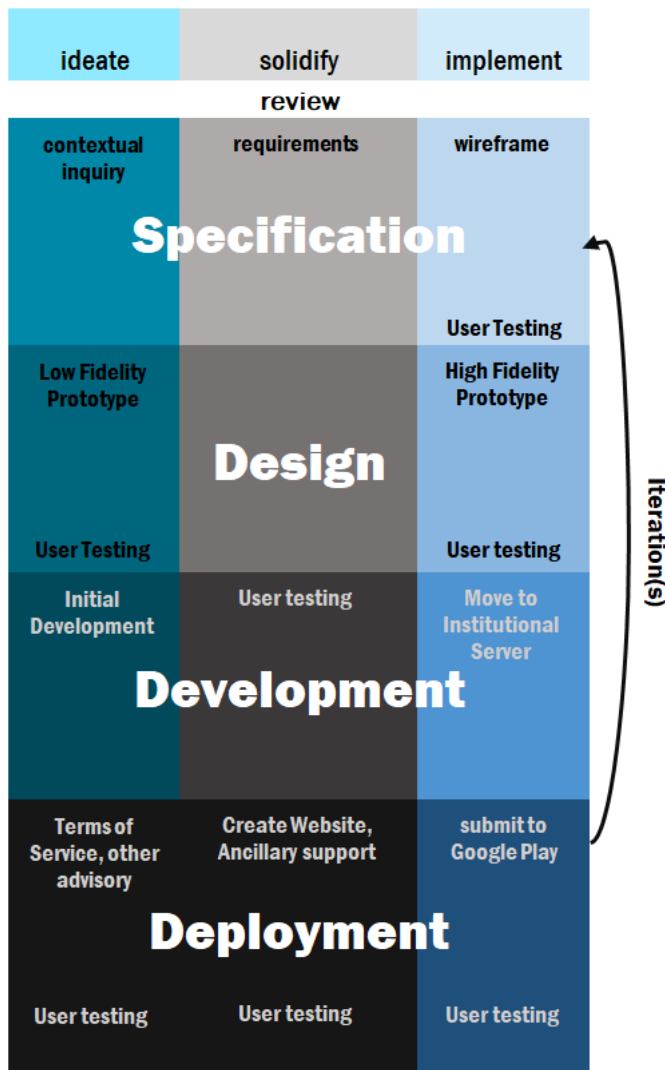 ideate
solidify
implement
review
contextual
inquiry
requirements
wireframe
Specification
User Testing
Low Fidelity
Prototype
High Fidelity
Prototype
Design
User Testing
User testing
Iteration(s)
Initial
Development
User testing
Move to
Institutional
Server
Development
Terms of
Service, other
advisory
Create Website,
Ancillary support
submit to
Google Play
Deployment
User testing
User testing
User testing